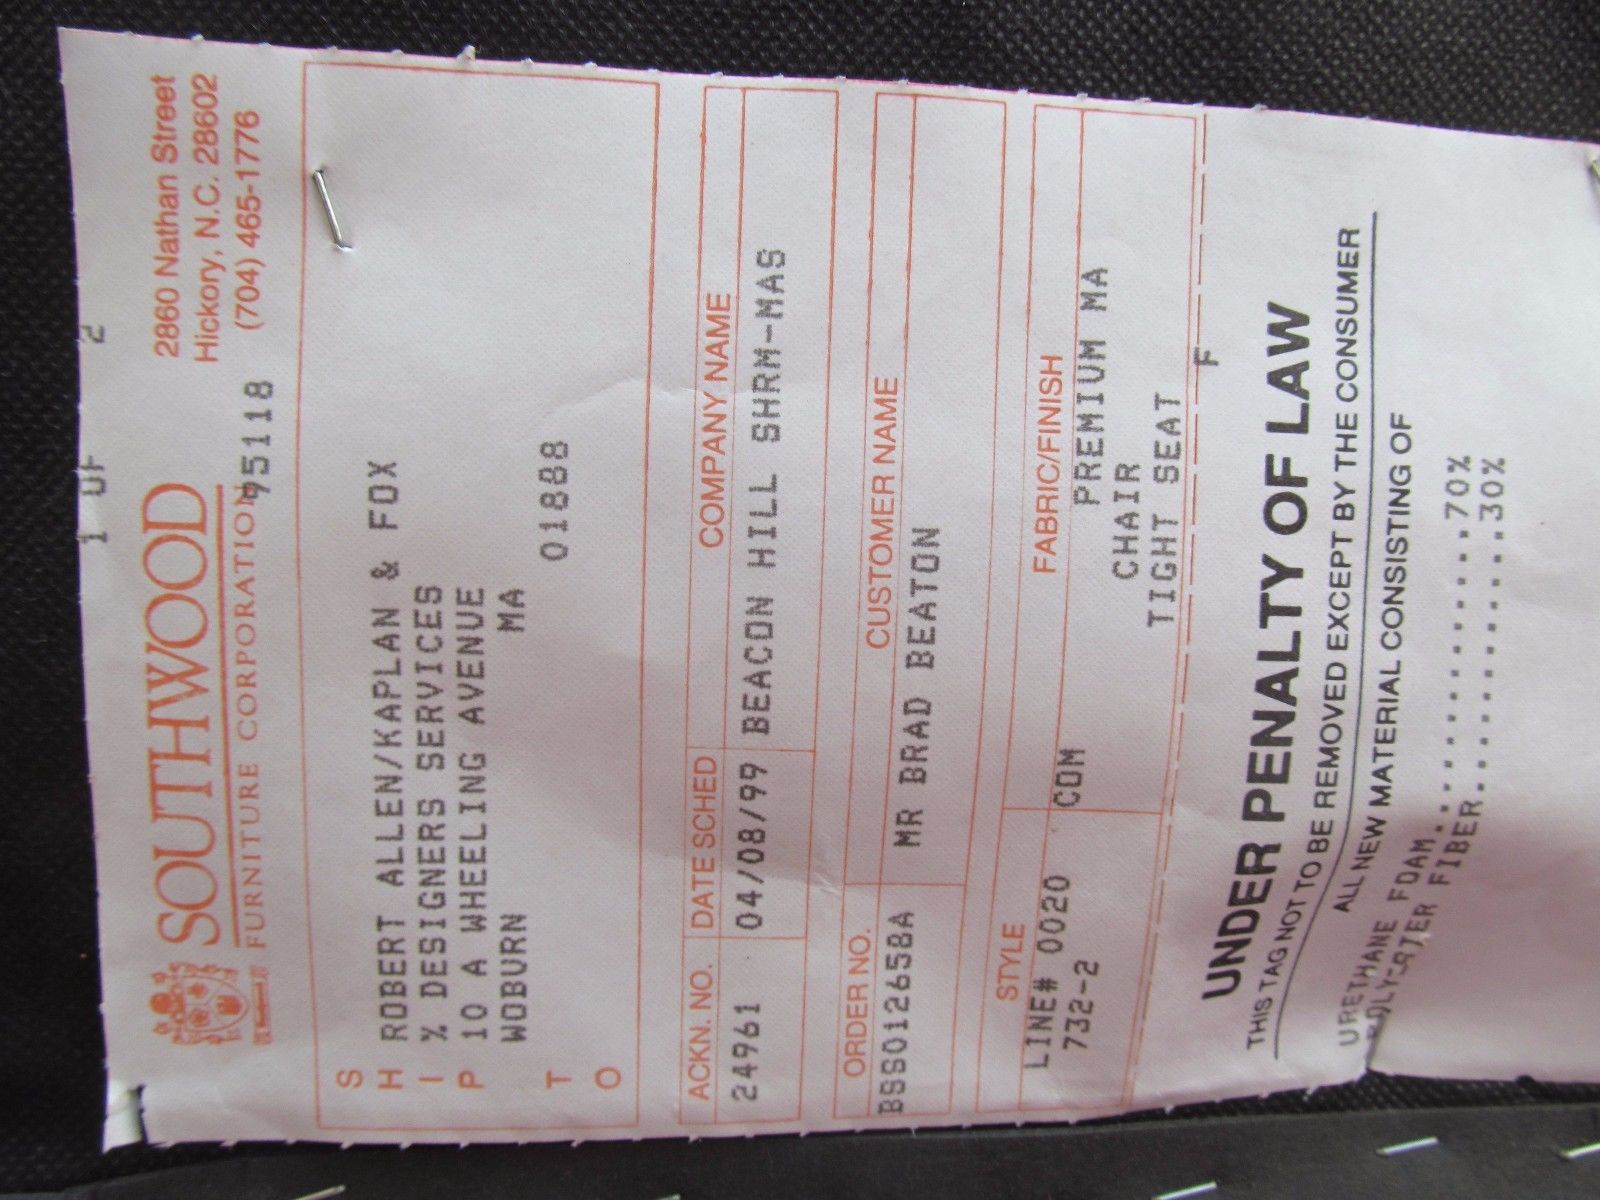 1 OF 2
SOUTHWOOD
FURNITURE CORPORATION
2860 Nathan Street
Hickory, N.C. 28602
(704) 465-1776
95118
SHIP TO
ROBERT ALLEN/KAPLAN & FOX
% DESIGNERS SERVICES
10 A WHEELING AVENUE
WOBURN MA
01888
ACKN. NO. DATE SCHED COMPANY NAME
24961 04/08/99 BEACON HILL SHRM-MAS
ORDER NO. CUSTOMER NAME
BSS012658A MR BRAD BEATON
STYLE FABRIC/FINISH
LINE# 0020 COM PREMIUM MA
732-2 CHAIR
TIGHT SEAT
F
UNDER PENALTY OF LAW
THIS TAG NOT TO BE REMOVED EXCEPT BY THE CONSUMER
ALL NEW MATERIAL CONSISTING OF
URETHANE FOAM..............70%
FIBER..............30%